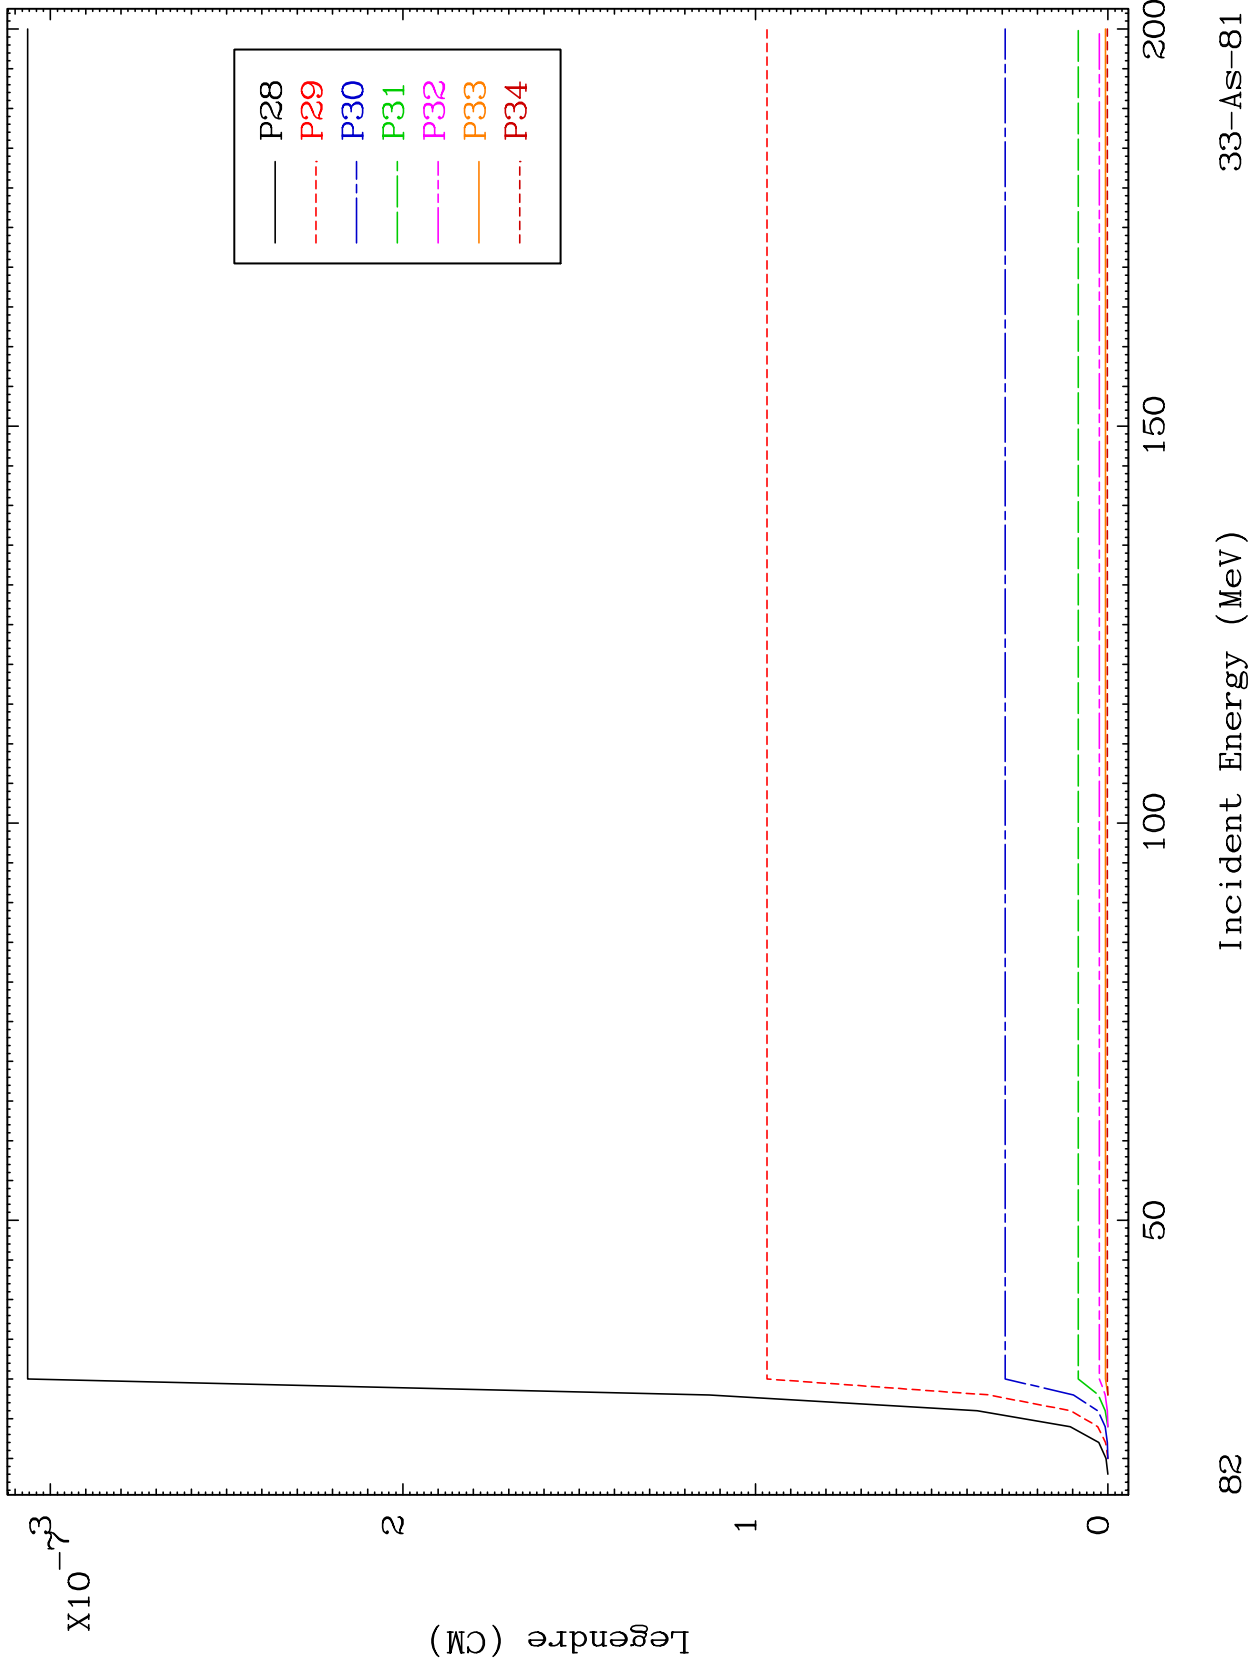 X10
-7
3
2
1
0
Legendre (CM)
P28
P29
P30
P31
P32
P33
P34
50
100
150
200
Incident Energy (MeV)
82
33-As-81